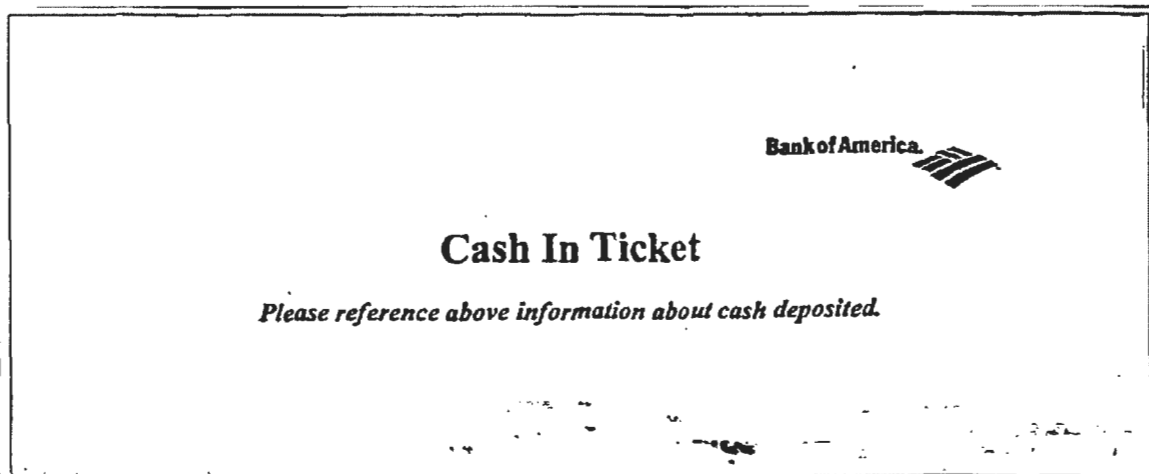 Bank of America.
Cash In Ticket
Please reference above information about cash deposited.